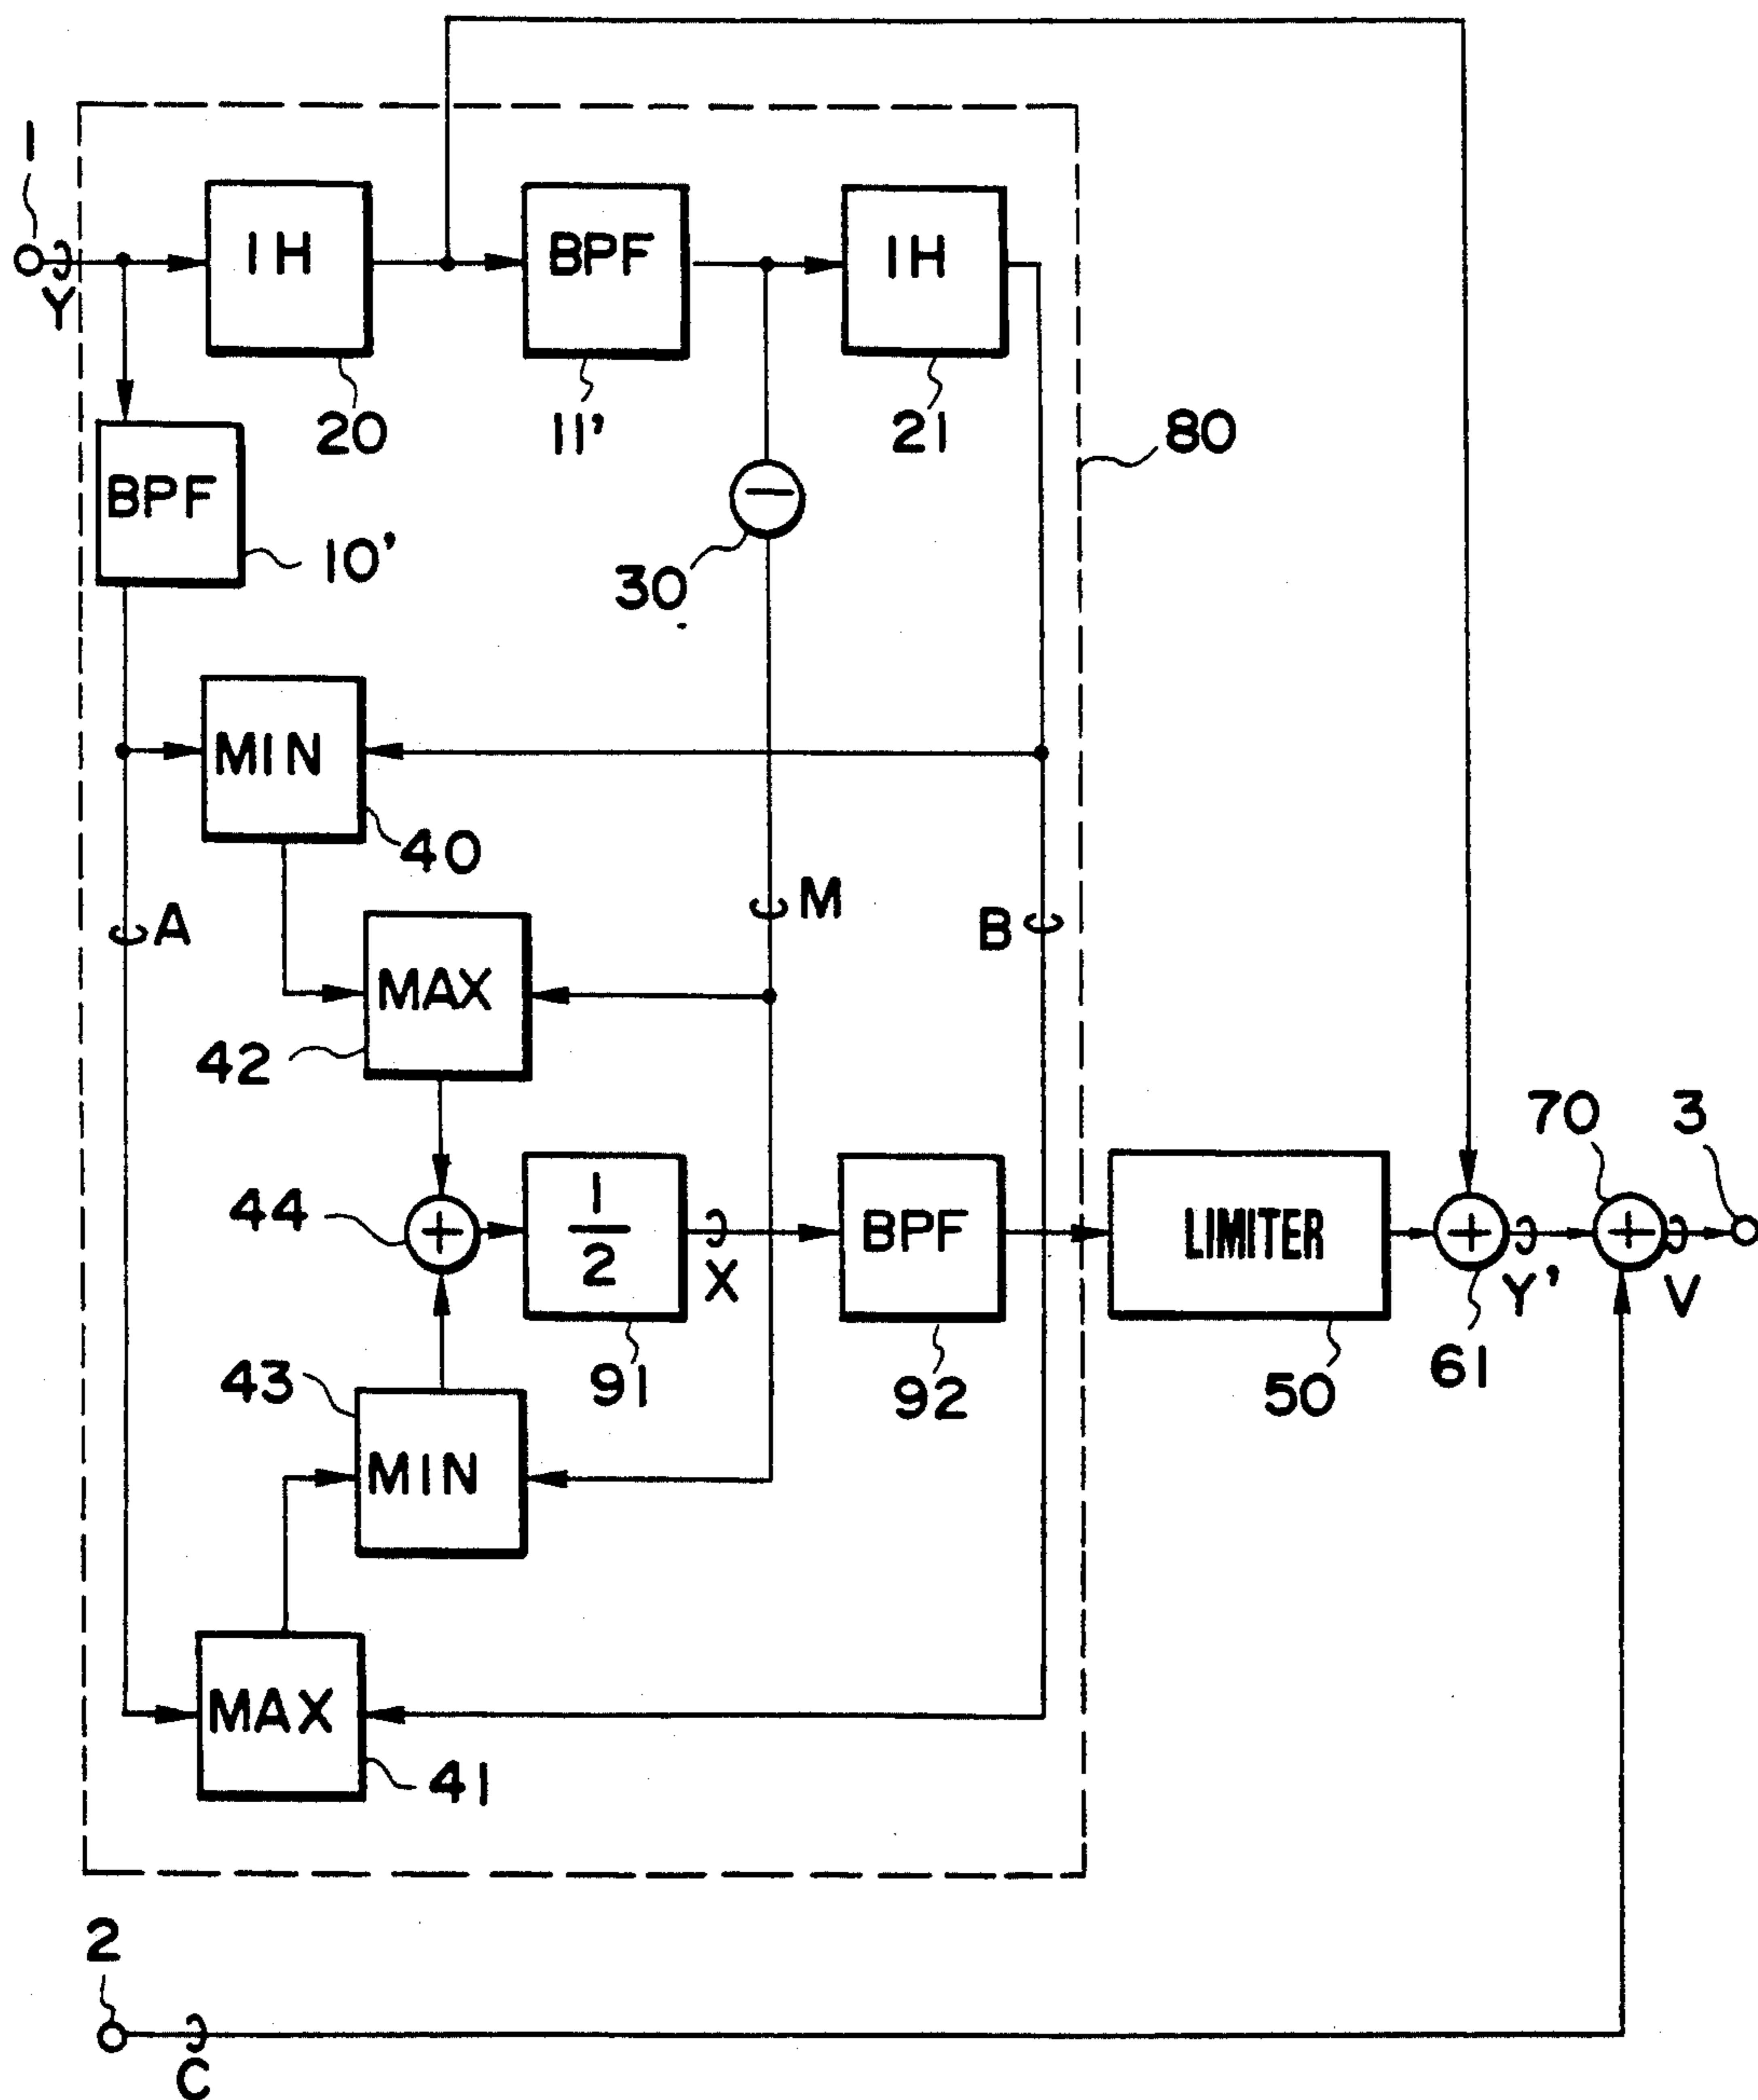 1
Y
1H
BPF
1H
20
11'
21
80
BPF
10'
−
30
MIN
40
A
M
B
MAX
42
70
3
44
+
1
2
X
BPF
LIMITER
+
Y'
+
V
91
92
50
61
43
MIN
MAX
41
2
C